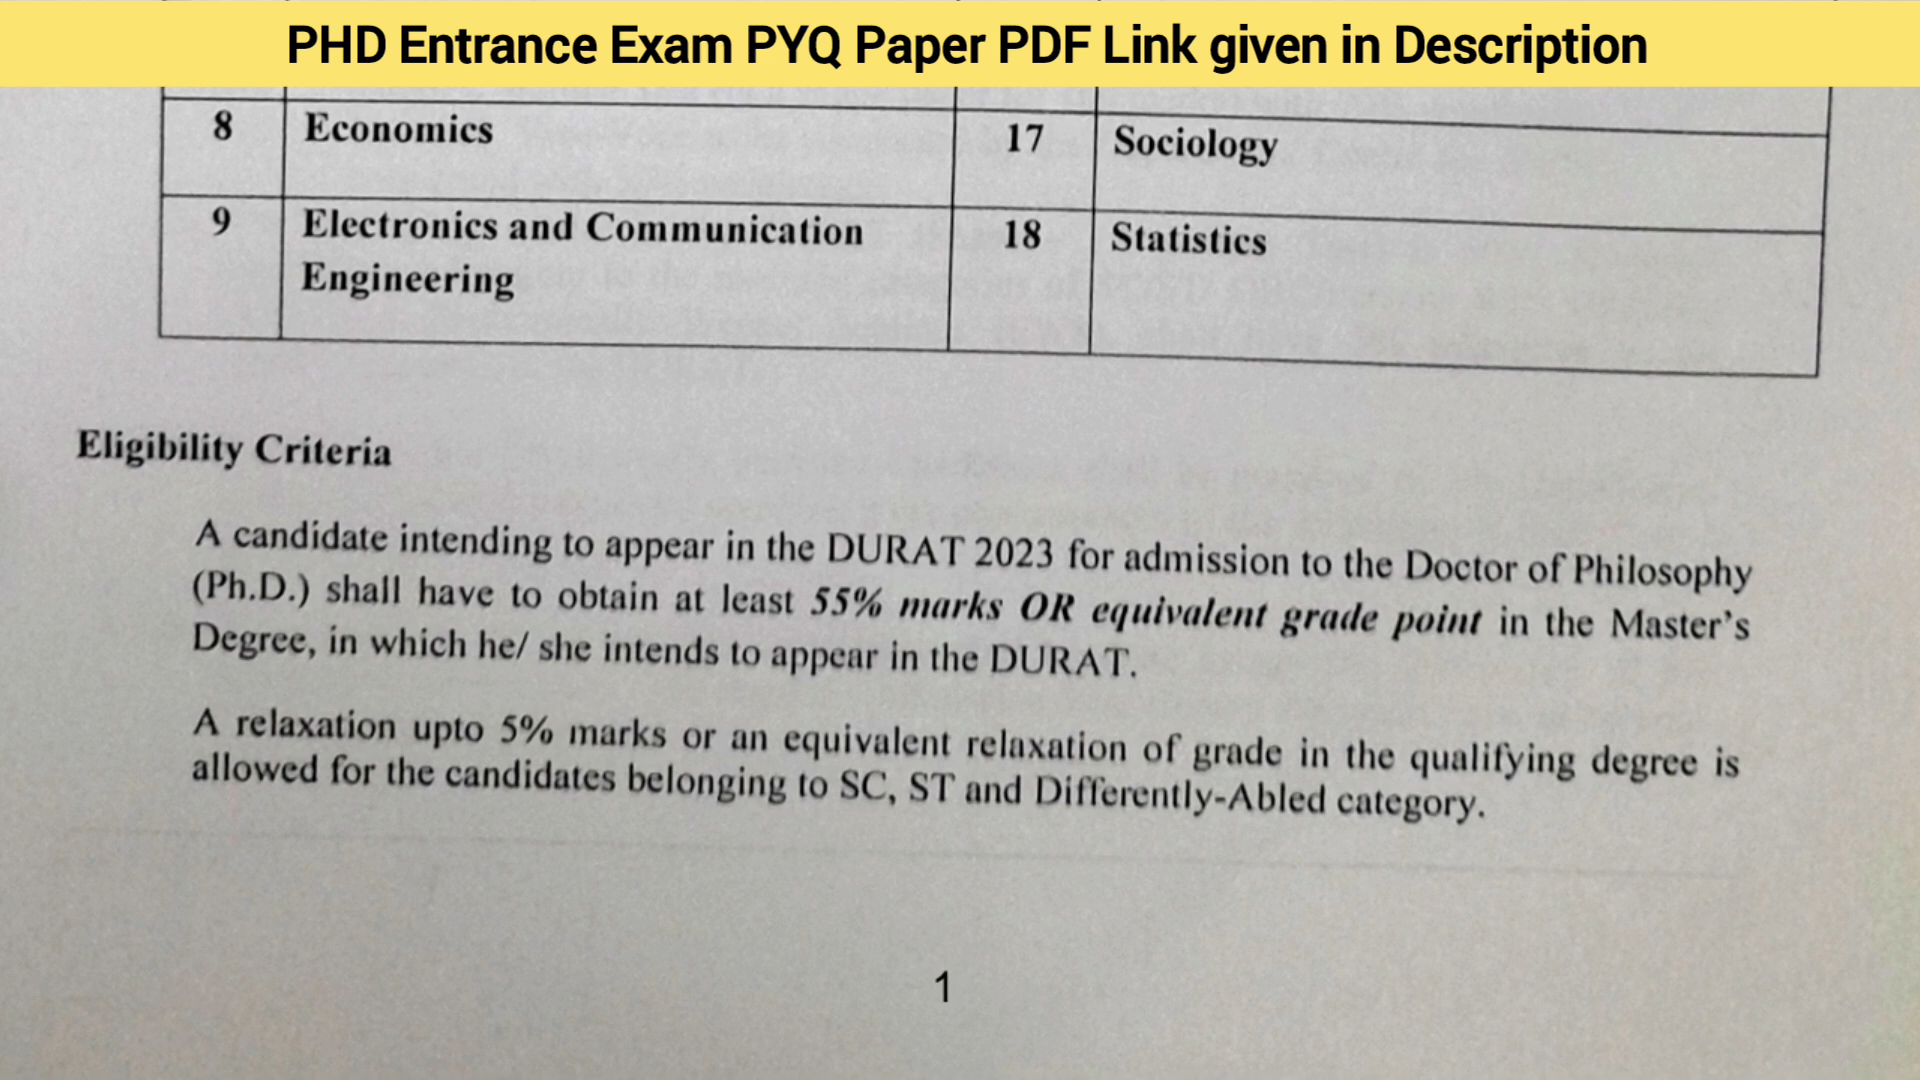 PHD Entrance Exam PYQ Paper PDF Link given in Description
8 Economics 17 Sociology
9 Electronics and Communication 18 Statistics
Engineering
Eligibility Criteria
A candidate intending to appear in the DURAT 2023 for admission to the Doctor of Philosophy
(Ph.D.) shall have to obtain at least 55% marks OR equivalent grade point in the Master's
Degree, in which he/ she intends to appear in the DURAT.
A relaxation upto 5% marks or an equivalent relaxation of grade in the qualifying degree is
allowed for the candidates belonging to SC, ST and Differently-Abled category.
1